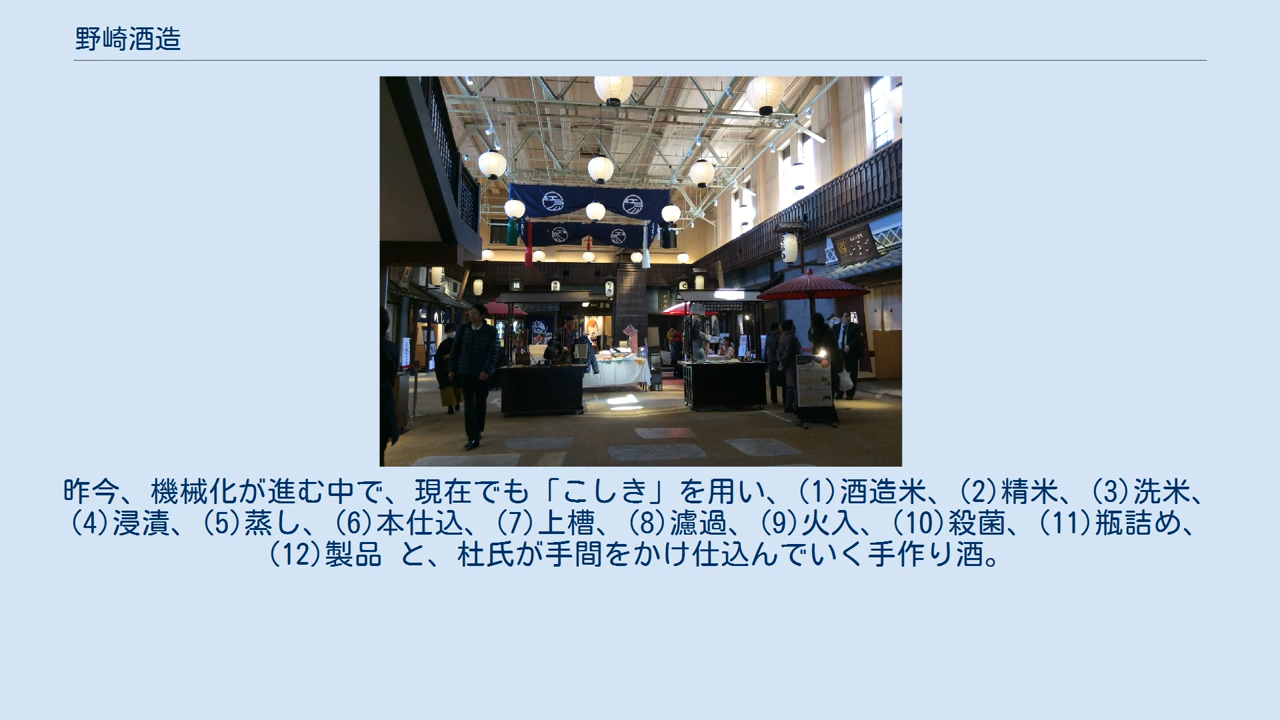 野崎酒造
昨今、機械化が進む中で、現在でも「こしき」を用い、(1)酒造米、(2)精米、(3)洗米、
(4)浸漬、(5)蒸し、(6)本仕込、(7)上槽、(8)濾過、(9)火入、(10)殺菌、(11)瓶詰め、
(12)製品 と、杜氏が手間をかけ仕込んでいく手作り酒。